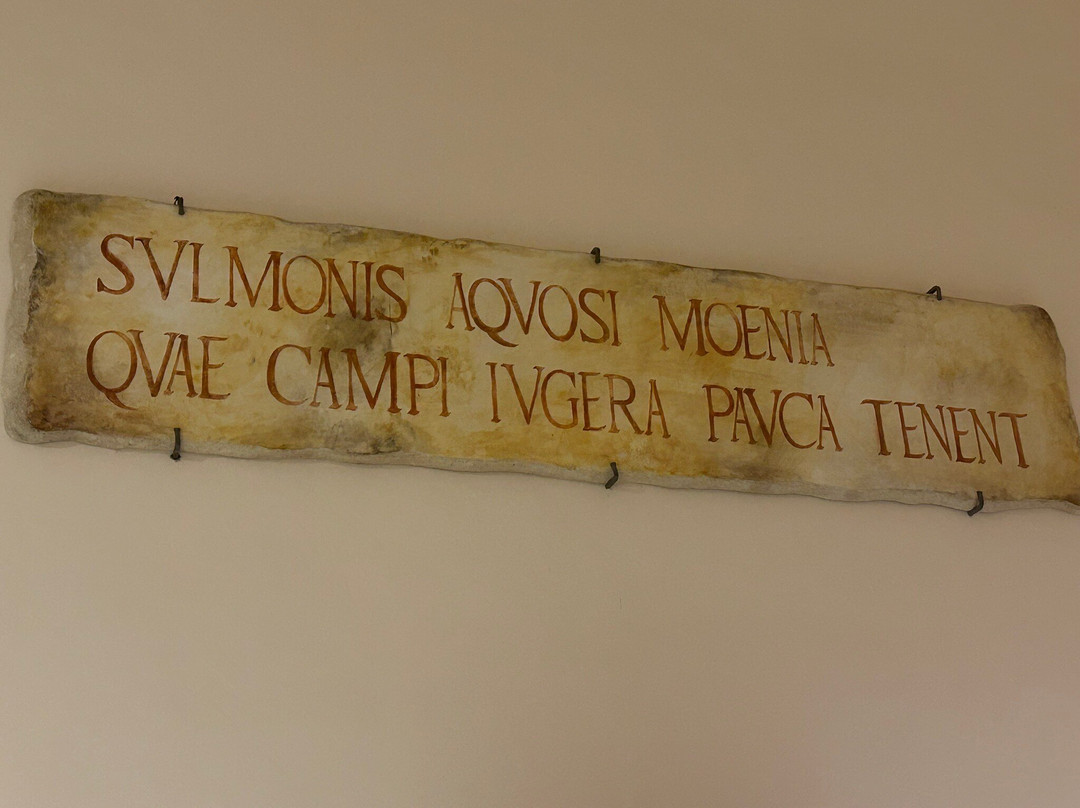 SVLMONIS AQVOSI MOENIA
QVAE CAMPI IVGERA PAVCA TENENT